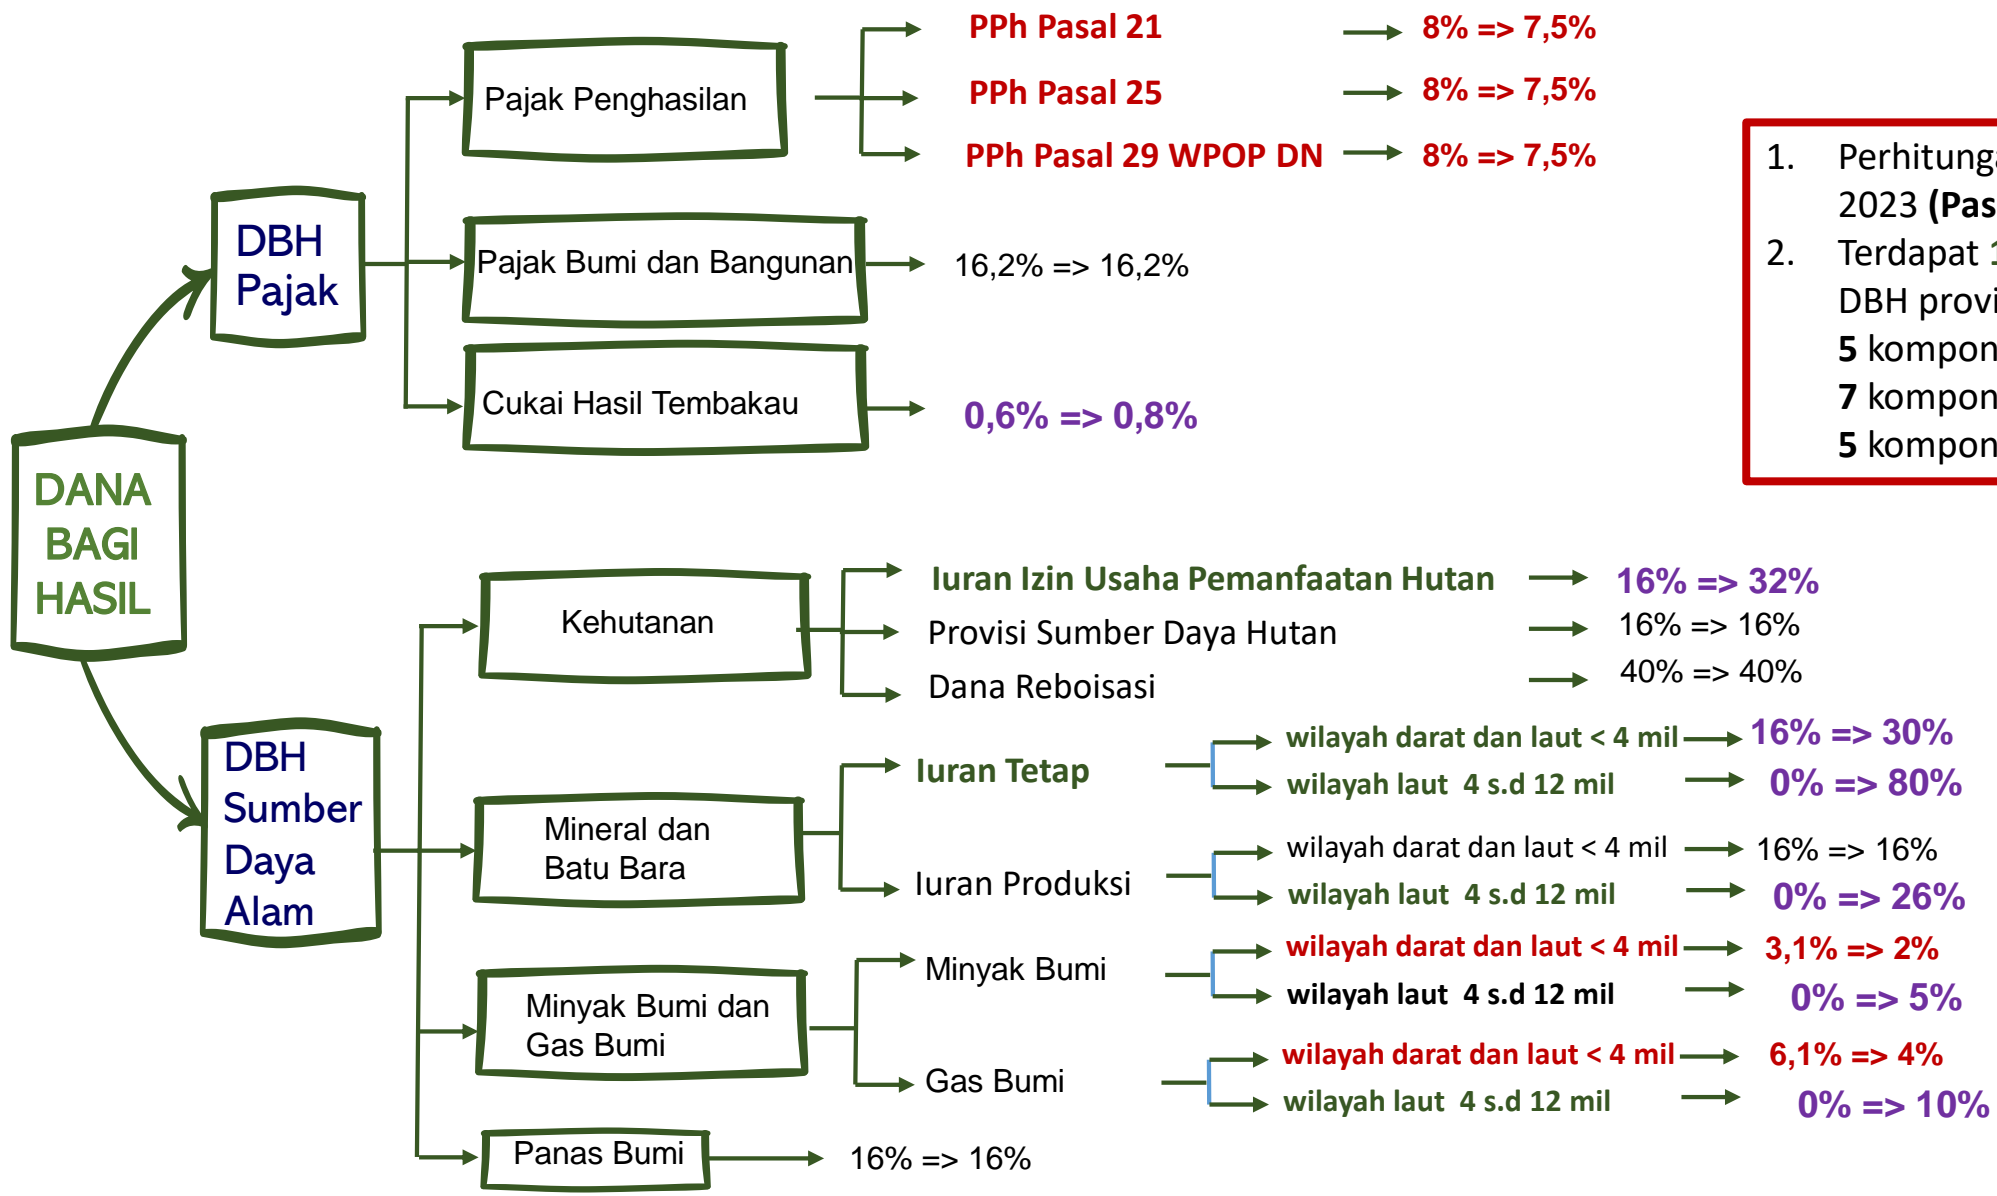 DANA
BAGI
HASIL
DBH
Pajak
Pajak Penghasilan
PPh Pasal 21
8% => 7,5%
PPh Pasal 25
8% => 7,5%
PPh Pasal 29 WPOP DN
8% => 7,5%
Pajak Bumi dan Bangunan
16,2% => 16,2%
Cukai Hasil Tembakau
0,6% => 0,8%
1. Perhitung
2023 (Pas
2. Terdapat 1
DBH provi
5 kompon
7 kompon
5 kompon
DBH
Sumber
Daya
Alam
Kehutanan
Iuran Izin Usaha Pemanfaatan Hutan
16% => 32%
Provisi Sumber Daya Hutan
16% => 16%
Dana Reboisasi
40% => 40%
Mineral dan
Batu Bara
Iuran Tetap
wilayah darat dan laut < 4 mil
16% => 30%
wilayah laut 4 s.d 12 mil
0% => 80%
Iuran Produksi
wilayah darat dan laut < 4 mil
16% => 16%
wilayah laut 4 s.d 12 mil
0% => 26%
Minyak Bumi dan
Gas Bumi
Minyak Bumi
wilayah darat dan laut < 4 mil
3,1% => 2%
wilayah laut 4 s.d 12 mil
0% => 5%
Gas Bumi
wilayah darat dan laut < 4 mil
6,1% => 4%
wilayah laut 4 s.d 12 mil
0% => 10%
Panas Bumi
16% => 16%